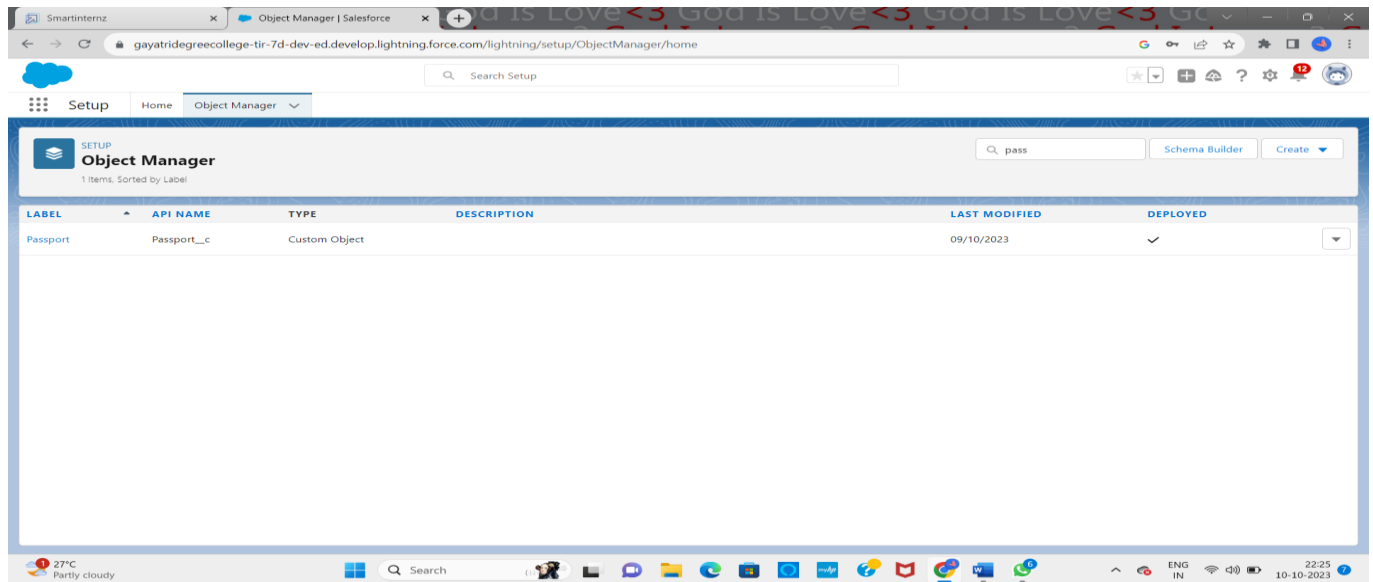 Smartinternz
Object Manager | Salesforce
God Is Love<3 God Is Love<3 God Is Love<3
gayatridegreecollege-tir-7d-dev-ed.develop.lightning.force.com/lightning/setup/ObjectManager/home
Search Setup
12
Setup Home Object Manager
SETUP
Object Manager
1 Items, Sorted by Label
pass
Schema Builder
Create
LABEL API NAME TYPE DESCRIPTION LAST MODIFIED DEPLOYED
Passport Passport__c Custom Object 09/10/2023
1 27°C
Partly cloudy
Search
6
ENG
IN
22:25
10-10-2023